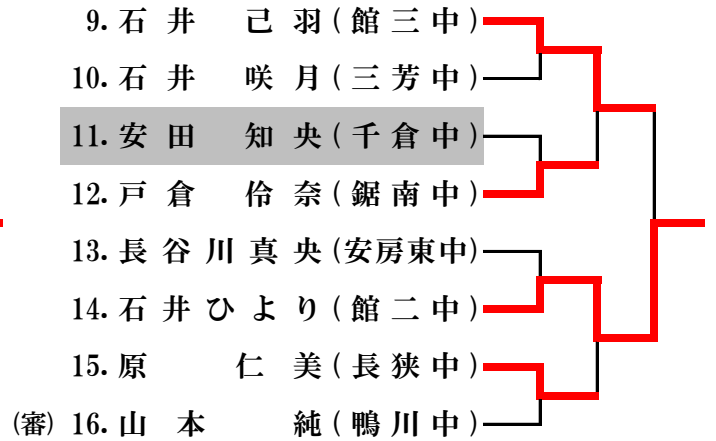 9. 石井 己羽(館三中)
10. 石井 咲月(三芳中)
11. 安田 知央(千倉中)
12. 戸倉 伶奈(鋸南中)
13. 長谷川真央(安房東中)
14. 石井ひより(館二中)
15. 原 仁美(長狭中)
(審) 16. 山本 純(鴨川中)